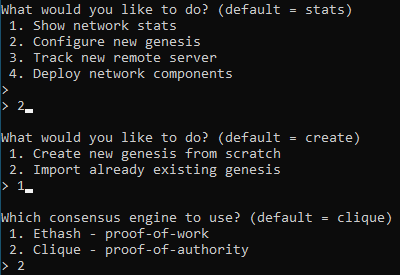 What would you like to do? (default = stats)
1. Show network stats
2. Configure new genesis
3. Track new remote server
4. Deploy network components
>
> 2
What would you like to do? (default = create)
1. Create new genesis from scratch
2. Import already existing genesis
> 1
Which consensus engine to use? (default = clique)
1. Ethash - proof-of-work
2. Clique - proof-of-authority
> 2